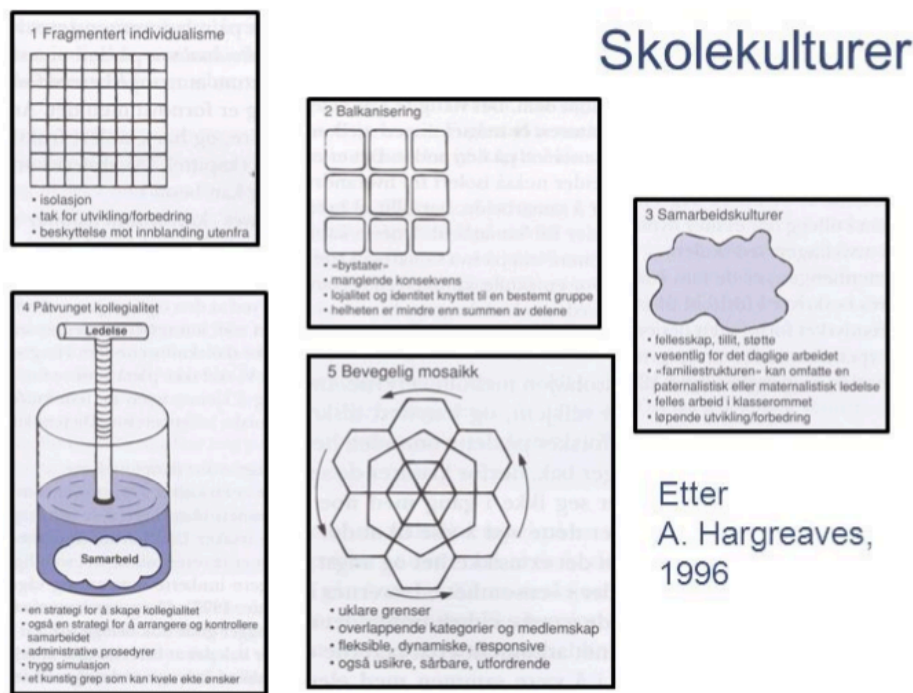 Skolekulturer
1 Fragmentert individualisme
• isolasjon
• tak for utvikling/forbedring
• beskyttelse mot innblanding utenfra
2 Balkanisering
• «bystater»
• manglende konsekvens
• lojalitet og identitet knyttet til en bestemt gruppe
• helheten er mindre enn summen av delene
3 Samarbeidskulturer
• fellesskap, tillit, støtte
• vesentlig for det daglige arbeidet
• «familiestrukturen» kan omfatte en
paternalistisk eller maternalistisk ledelse
• felles arbeid i klasserommet
• løpende utvikling/forbedring
4 Påtvunget kollegialitet
Ledelse
Samarbeid
• en strategi for å skape kollegialitet
• også en strategi for å arrangere og kontrollere
samarbeidet
• administrative prosedyrer
• trygg simulasjon
• et kunstig grep som kan kvele ekte ønsker
5 Bevegelig mosaikk
• uklare grenser
• overlappende kategorier og medlemskap
• fleksible, dynamiske, responsive
• også usikre, sårbare, utfordrende
Etter
A. Hargreaves,
1996